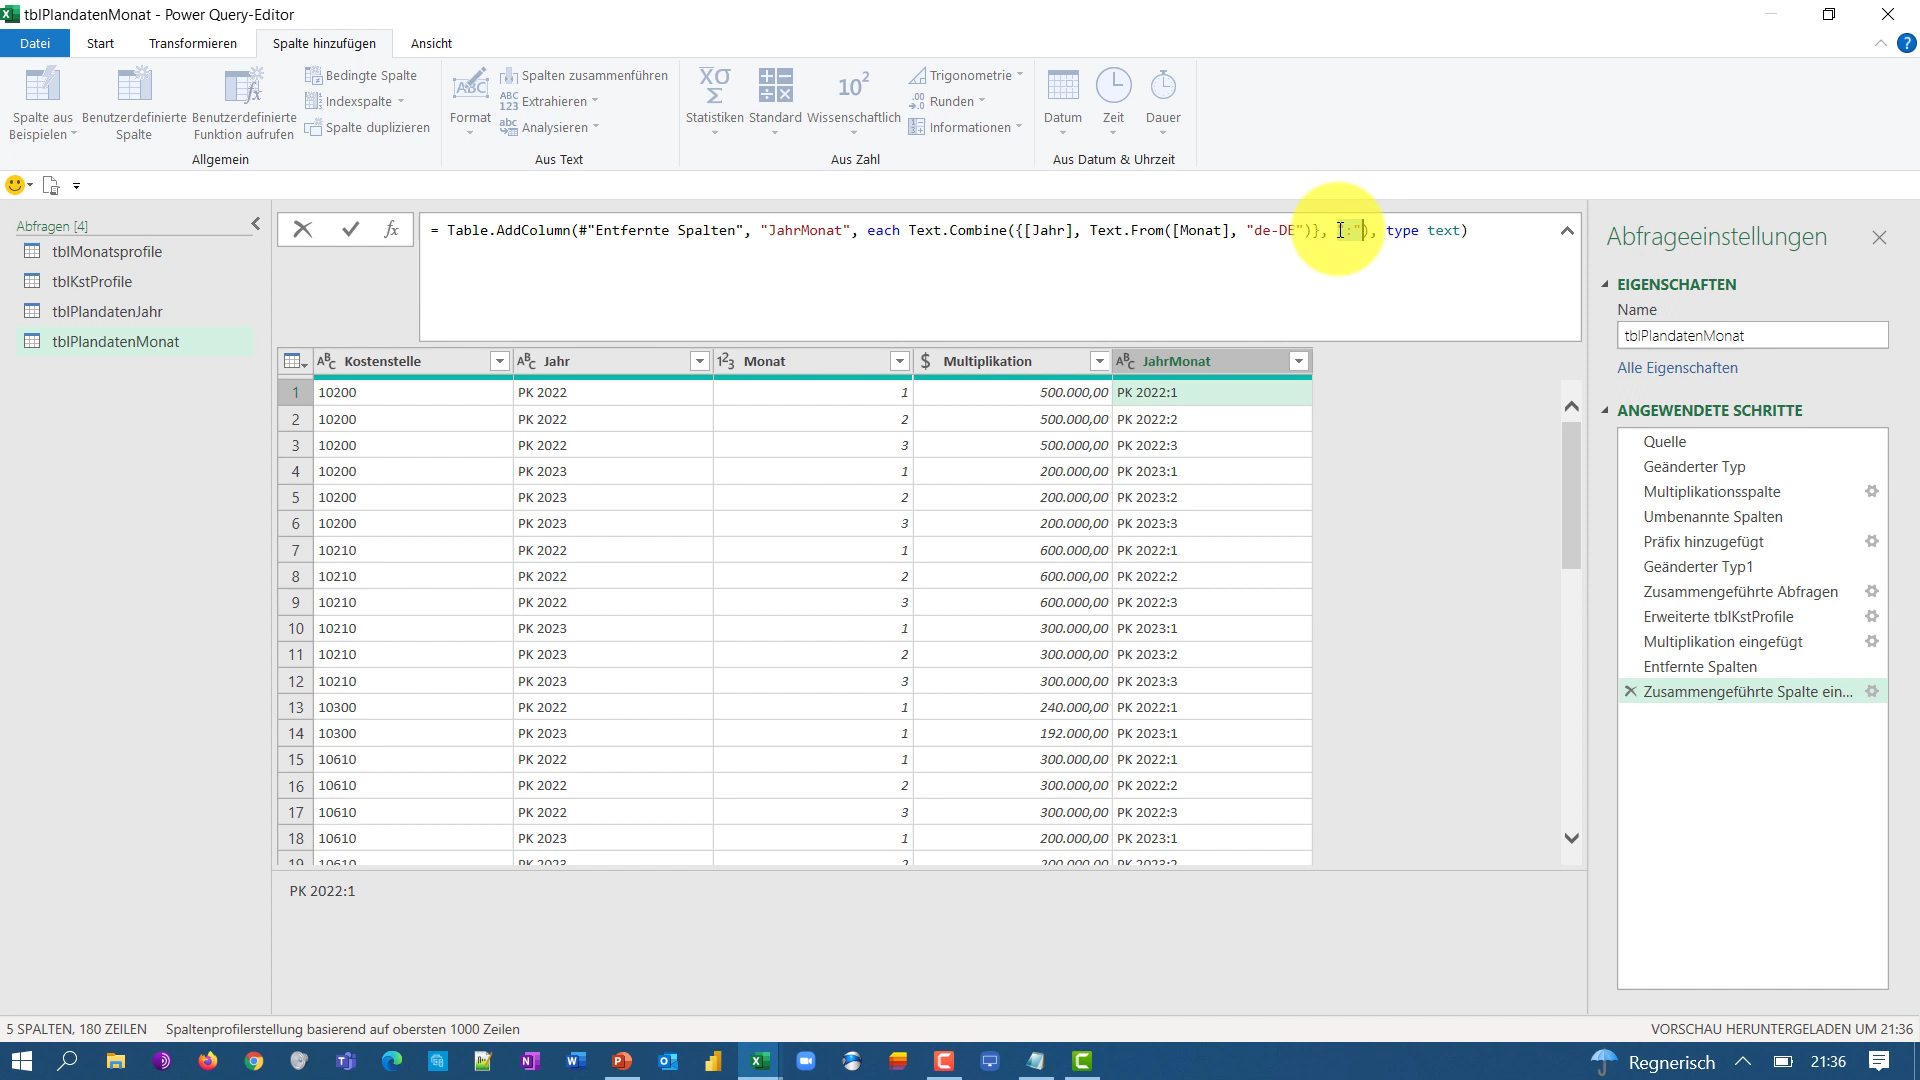 tblPlandatenMonat - Power Query-Editor
Datei Start Transformieren Spalte hinzufügen Ansicht
Spalte aus Beispielen
Benutzerdefinierte Spalte
Benutzerdefinierte Funktion aufrufen
Bedingte Spalte
Indexspalte
Spalte duplizieren
Allgemein
Format
Spalten zusammenführen
Extrahieren
Analysieren
Aus Text
Statistiken
Standard
Wissenschaftlich
Trigonometrie
Runden
Informationen
Aus Zahl
Datum
Zeit
Dauer
Aus Datum & Uhrzeit
Abfragen [4]
tblMonatsprofile
tblKstProfile
tblPlandatenJahr
tblPlandatenMonat
= Table.AddColumn(#"Entfernte Spalten", "JahrMonat", each Text.Combine({[Jahr], Text.From([Monat], "de-DE")}, ":"), type text)
Kostenstelle Jahr Monat Multiplikation JahrMonat
1 10200 PK 2022 1 500.000,00 PK 2022:1
2 10200 PK 2022 2 500.000,00 PK 2022:2
3 10200 PK 2022 3 500.000,00 PK 2022:3
4 10200 PK 2023 1 200.000,00 PK 2023:1
5 10200 PK 2023 2 200.000,00 PK 2023:2
6 10200 PK 2023 3 200.000,00 PK 2023:3
7 10210 PK 2022 1 600.000,00 PK 2022:1
8 10210 PK 2022 2 600.000,00 PK 2022:2
9 10210 PK 2022 3 600.000,00 PK 2022:3
10 10210 PK 2023 1 300.000,00 PK 2023:1
11 10210 PK 2023 2 300.000,00 PK 2023:2
12 10210 PK 2023 3 300.000,00 PK 2023:3
13 10300 PK 2022 1 240.000,00 PK 2022:1
14 10300 PK 2023 1 192.000,00 PK 2023:1
15 10610 PK 2022 1 300.000,00 PK 2022:1
16 10610 PK 2022 2 300.000,00 PK 2022:2
17 10610 PK 2022 3 300.000,00 PK 2022:3
18 10610 PK 2023 1 200.000,00 PK 2023:1
19 10610 PK 2023 2 200.000,00 PK 2023:2
PK 2022:1
Abfrageeinstellungen
EIGENSCHAFTEN
Name
tblPlandatenMonat
Alle Eigenschaften
ANGEWENDETE SCHRITTE
Quelle
Geänderter Typ
Multiplikationsspalte
Umbenannte Spalten
Präfix hinzugefügt
Geänderter Typ1
Zusammengeführte Abfragen
Erweiterte tblKstProfile
Multiplikation eingefügt
Entfernte Spalten
Zusammengeführte Spalte ein...
5 SPALTEN, 180 ZEILEN Spaltenprofilerstellung basierend auf obersten 1000 Zeilen
VORSCHAU HERUNTERGELADEN UM 21:36
Regnerisch 21:36